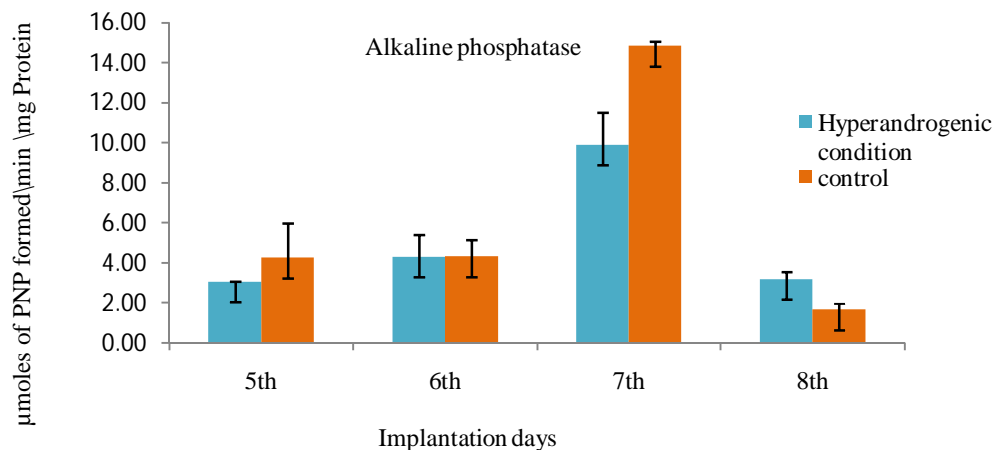 µmoles of PNP formed\min \mg Protein
16.00
14.00
12.00
10.00
8.00
6.00
4.00
2.00
0.00
Alkaline phosphatase
Hyperandrogenic
condition
control
5th
6th
7th
8th
Implantation days